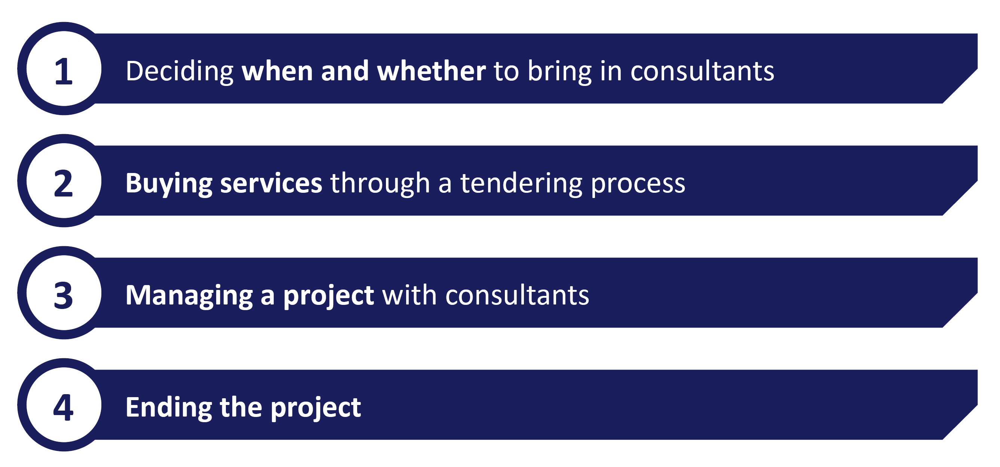 1
Deciding when and whether to bring in consultants
2
Buying services through a tendering process
3
Managing a project with consultants
4
Ending the project